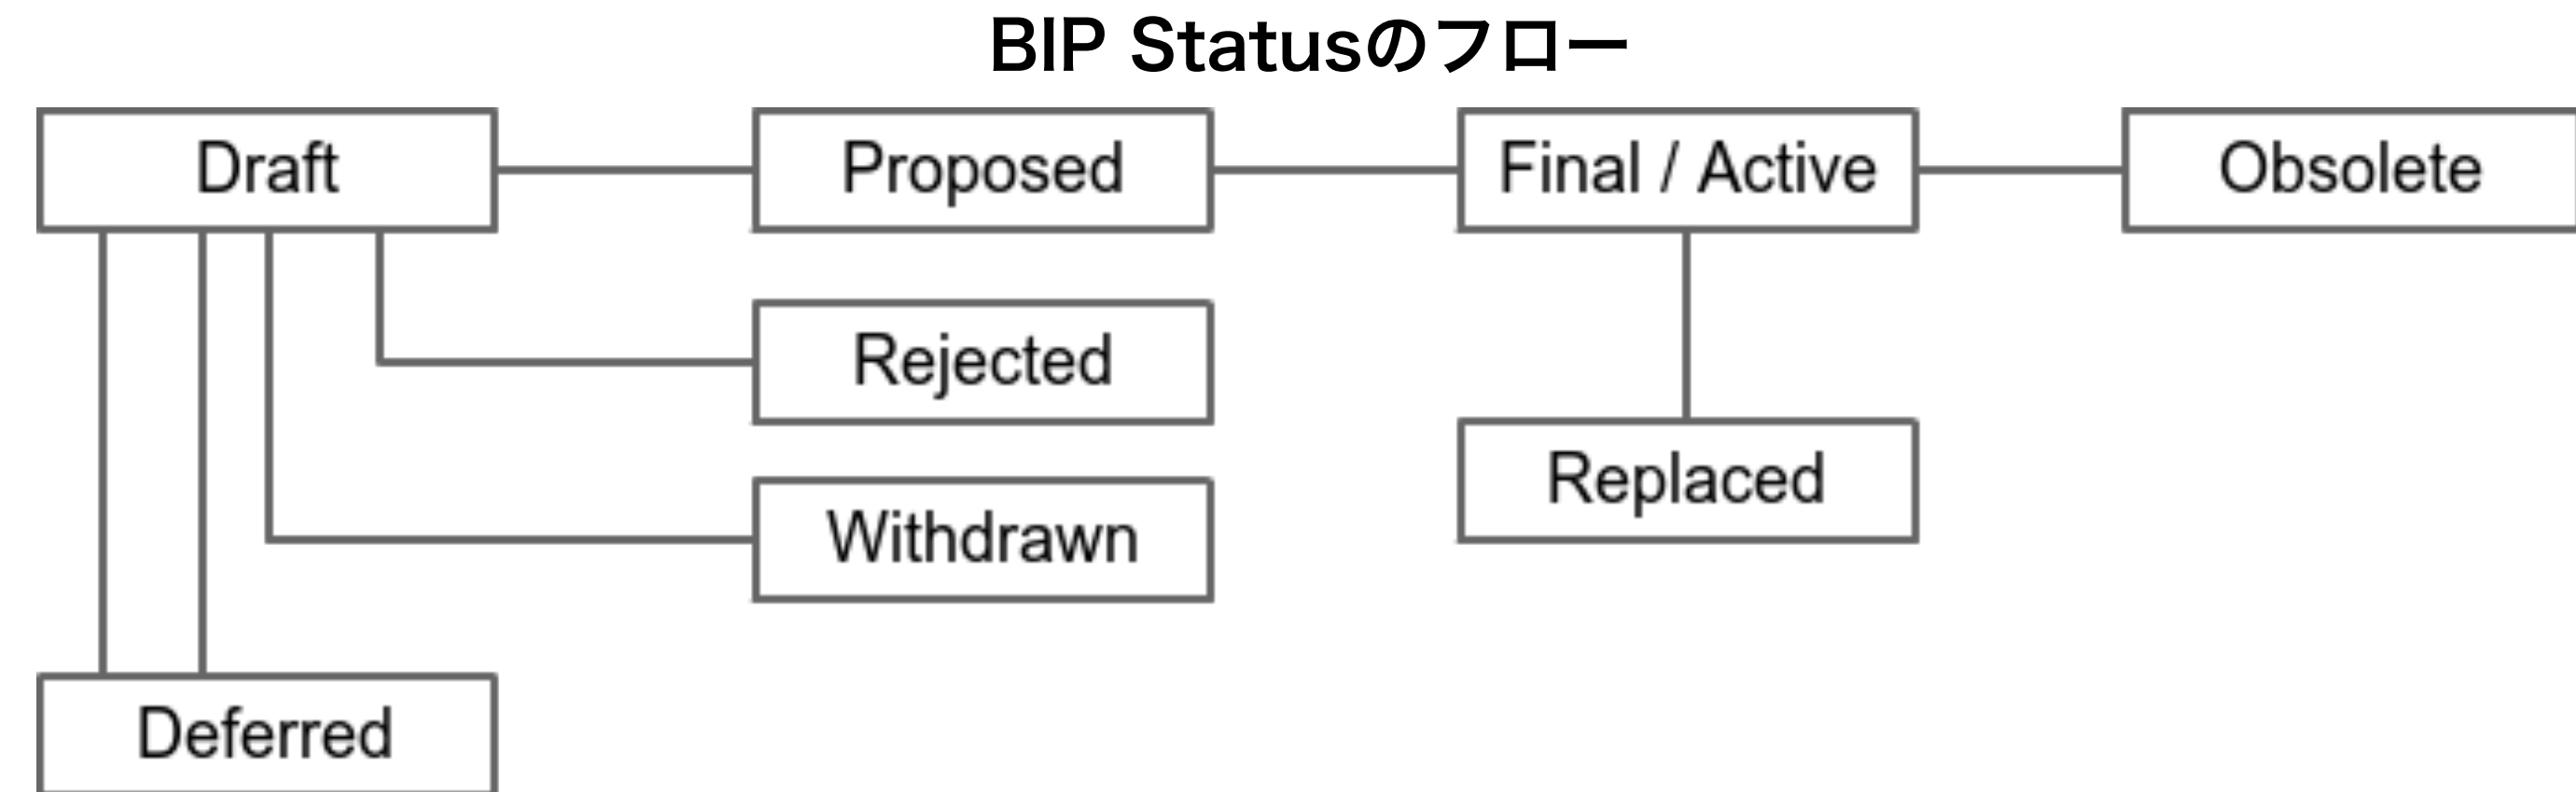 BIP Statusのフロー
Draft
Proposed
Final / Active
Obsolete
Rejected
Replaced
Withdrawn
Deferred